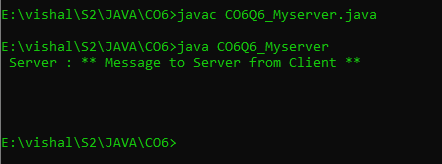 E:\vishal\S2\JAVA\CO6>javac CO6Q6_Myserver.java
E:\vishal\S2\JAVA\CO6>java CO6Q6_Myserver
Server : ** Message to Server from Client **
E:\vishal\S2\JAVA\CO6>